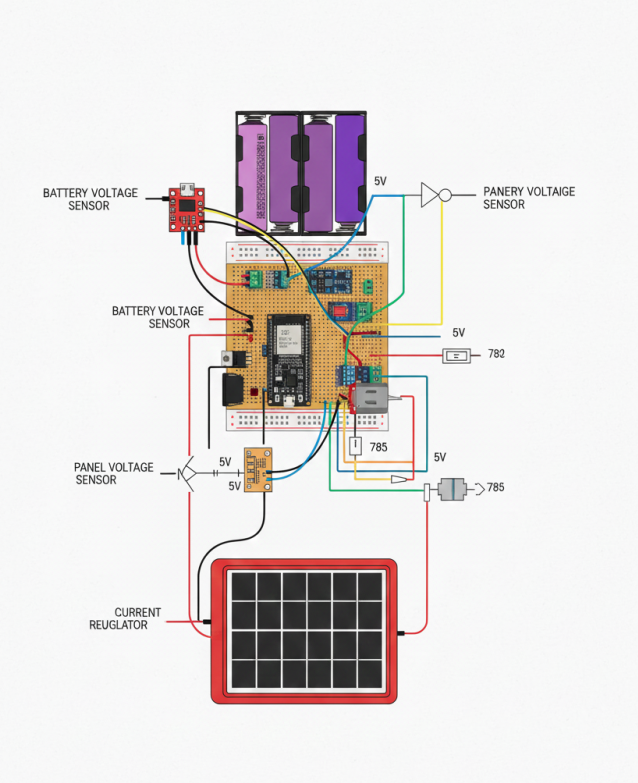 5V
BATTERY VOLTAGE
SENSOR
PANERY VOLTAIGE
SENSOR
BATTERY VOLTAGE
SENSOR
5V
782
785
5V
PANEL VOLTAGE
SENSOR
5V
5V
785
CURRENT
REUGLATOR